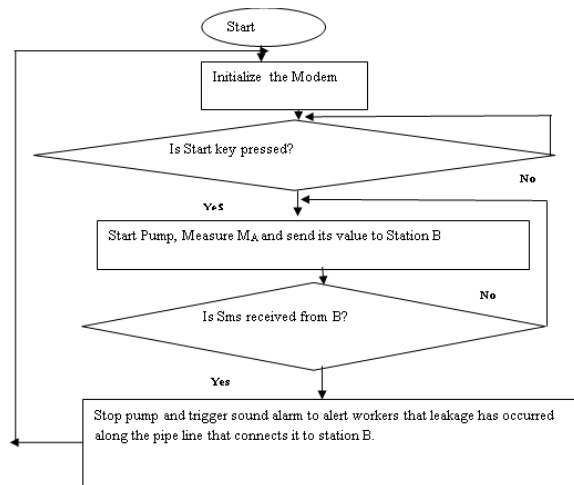 Start
Initialize the Modem
Is Start key pressed?
No
Yes
Start Pump, Measure MA and send its value to Station B
No
Is Sms received from B?
Yes
Stop pump and trigger sound alarm to alert workers that leakage has occurred
along the pipe line that connects it to station B.